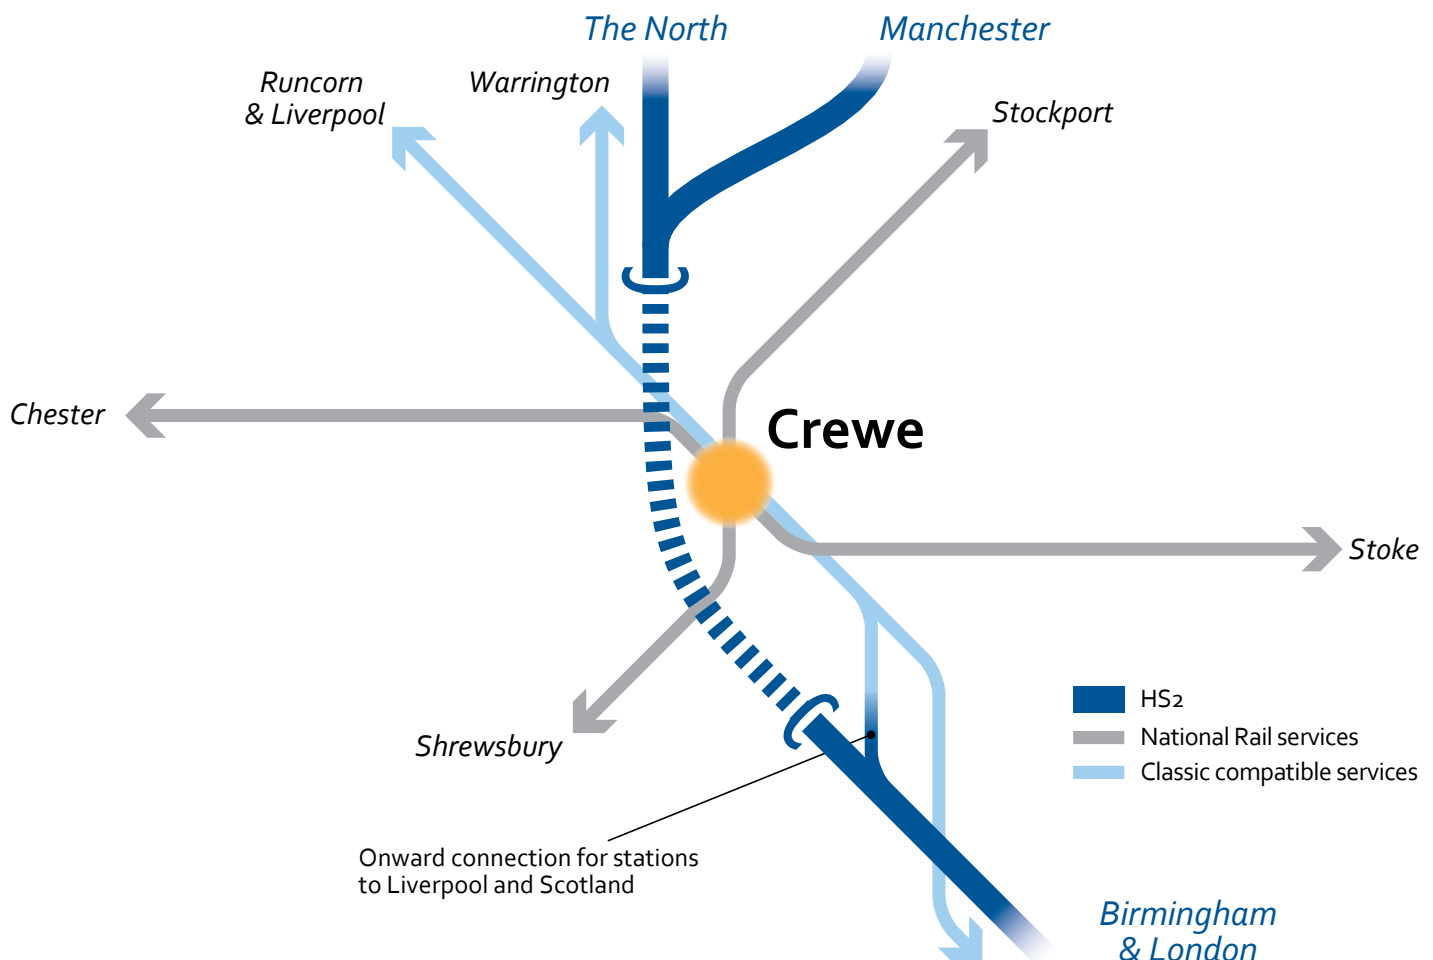 The North
Manchester
Runcorn
& Liverpool
Warrington
Stockport
Chester
Crewe
Stoke
Shrewsbury
HS2
National Rail services
Classic compatible services
Onward connection for stations
to Liverpool and Scotland
Birmingham
& London